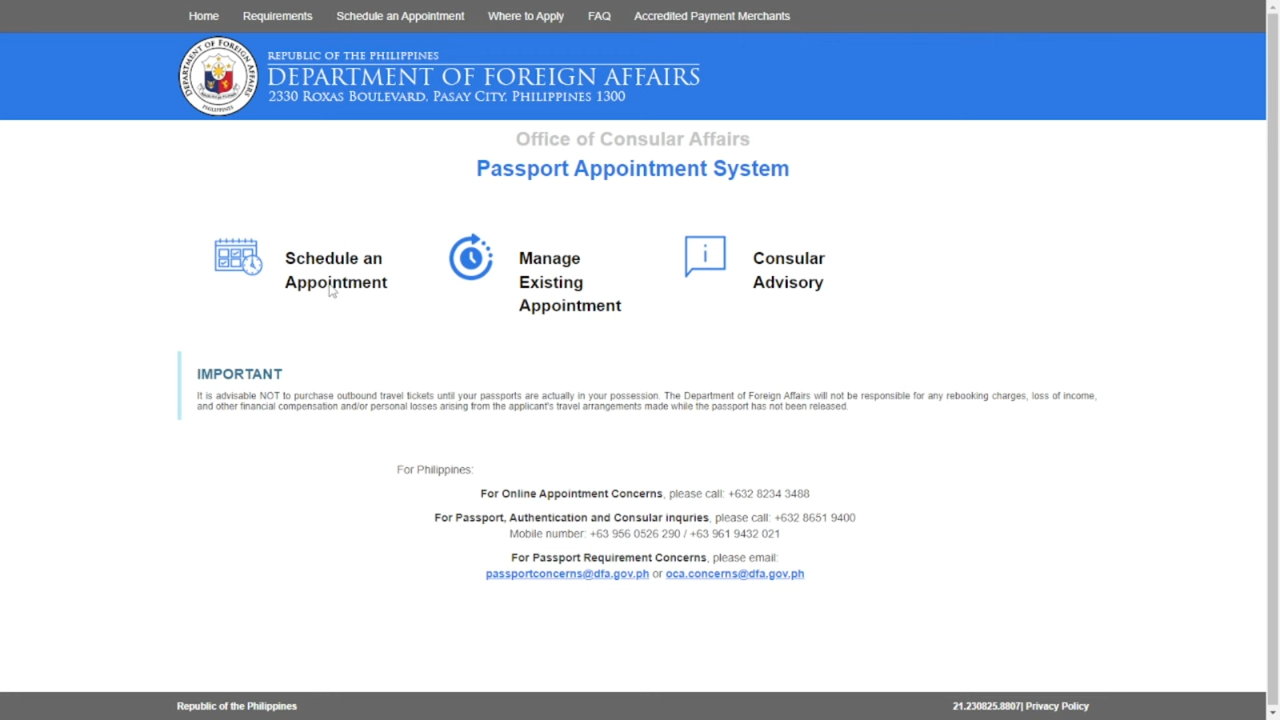 Home Requirements Schedule an Appointment Where to Apply FAQ Accredited Payment Merchants
REPUBLIC OF THE PHILIPPINES
DEPARTMENT OF FOREIGN AFFAIRS
2330 ROXAS BOULEVARD, PASAY CITY, PHILIPPINES 1300
DEPARTMENT OF FOREIGN AFFAIRS
PHILIPPINES
Office of Consular Affairs
Passport Appointment System
Schedule an
Appointment
Manage
Existing
Appointment
Consular
Advisory
IMPORTANT
It is advisable NOT to purchase outbound travel tickets until your passports are actually in your possession. The Department of Foreign Affairs will not be responsible for any rebooking charges, loss of income,
and other financial compensation and/or personal losses arising from the applicant's travel arrangements made while the passport has not been released.
For Philippines:
For Online Appointment Concerns, please call: +632 8234 3488
For Passport, Authentication and Consular inquries, please call: +632 8651 9400
Mobile number: +63 956 0526 290 / +63 961 9432 021
For Passport Requirement Concerns, please email:
passportconcerns@dfa.gov.ph or oca.concerns@dfa.gov.ph
Republic of the Philippines
21.230825.8807| Privacy Policy